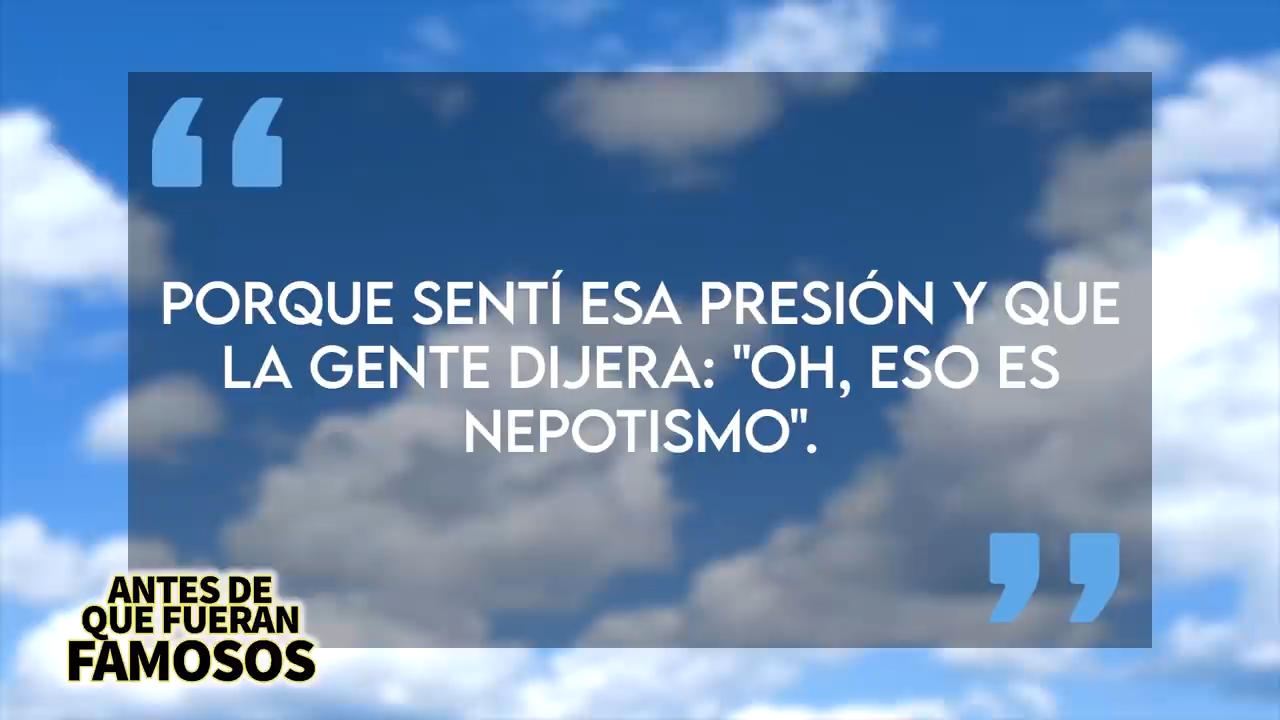 “
PORQUE SENTÍ ESA PRESIÓN Y QUE
LA GENTE DIJERA: "OH, ESO ES
NEPOTISMO".
”
ANTES DE
QUE FUERAN
FAMOSOS